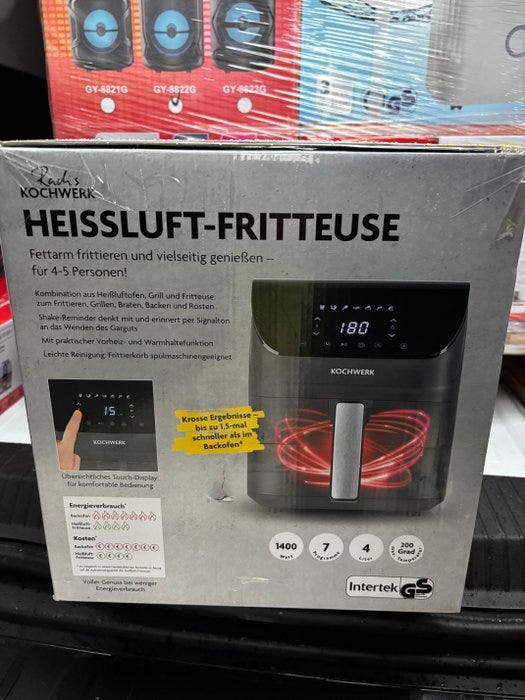 GY-8821G
GY-8822G
GY-8823G
GS
Rach's
KOCHWERK
HEISSLUFT-FRITTEUSE
Fettarm frittieren und vielseitig genießen –
für 4-5 Personen!
Kombination aus Heißluftofen, Grill und Fritteuse:
zum Frittieren, Grillen, Braten, Backen und Rösten
Shake-Reminder denkt mit und erinnert per Signalton
an das Wenden des Garguts
Mit praktischer Vorheiz- und Warmhaltefunktion
Leichte Reinigung: Frittierkorb spülmaschinengeeignet
180
KOCHWERK
15
KOCHWERK
Krosse Ergebnisse –
bis zu 1,5-mal
schneller als im
Backofen*
Übersichtliches Touch-Display
für komfortable Bedienung
Energieverbrauch*
Backofen
Heißluft-
Fritteuse
Kosten*
Backofen € € € € € € €
Heißluft-
Fritteuse € € € €
Voller Genuss bei weniger
Energieverbrauch
1400
Watt
7
Programme
4
Liter
200
Grad
max. Temperatur
Intertek GS